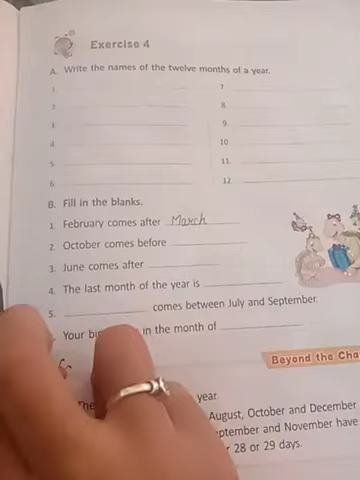 Exercise 4
A. Write the names of the twelve months of a year.
1.
7.
2.
8.
3.
9.
4.
10.
5.
11.
6.
12.
B. Fill in the blanks.
1. February comes after March
2. October comes before
3. June comes after
4. The last month of the year is
5. comes between July and September.
Your in the month of
Beyond the Cha
The year.
August, October and December
ptember and November have
28 or 29 days.